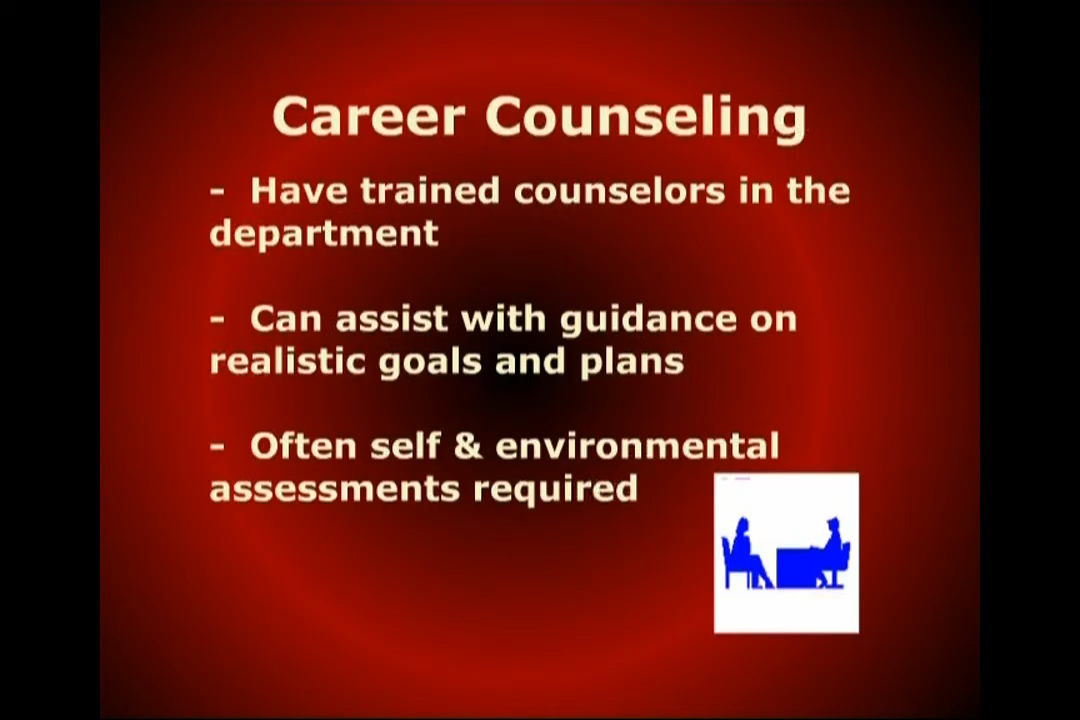 Career Counseling
- Have trained counselors in the
department
- Can assist with guidance on
realistic goals and plans
- Often self & environmental
assessments required